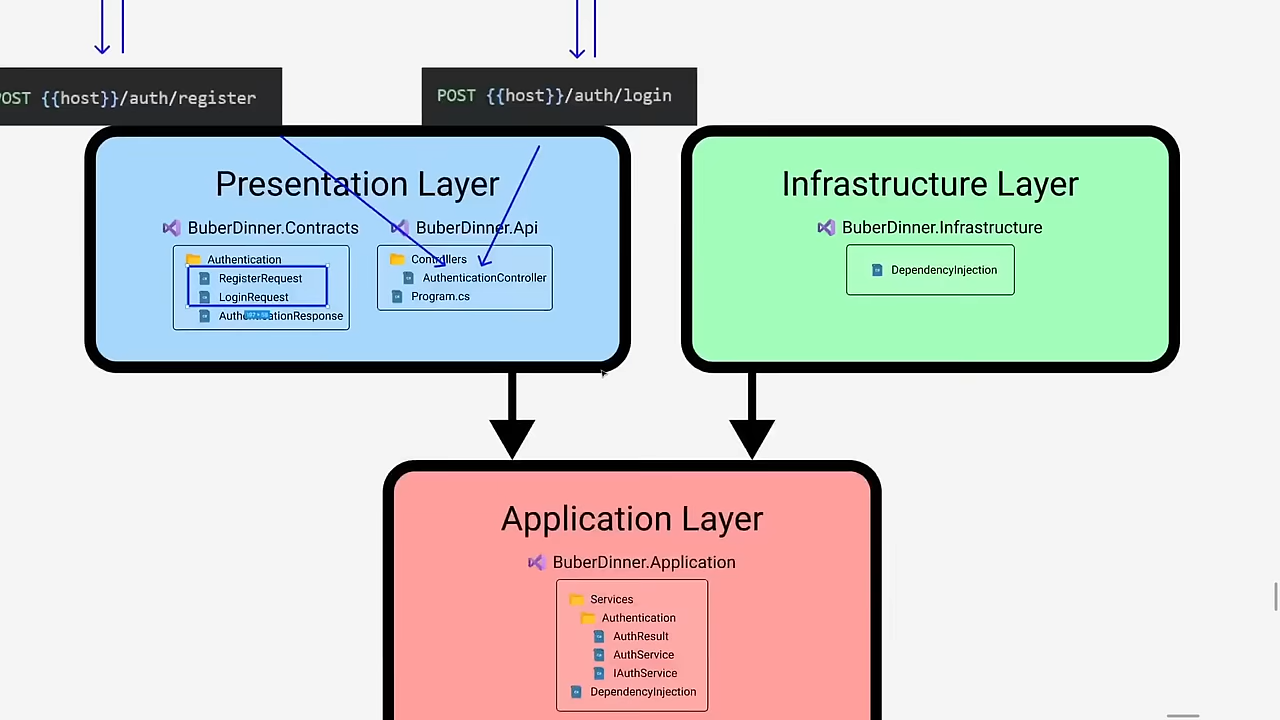 POST {{host}}/auth/register
POST {{host}}/auth/login
Presentation Layer
BuberDinner.Contracts
Authentication
RegisterRequest
LoginRequest
AuthenticationResponse
BuberDinner.Api
Controllers
AuthenticationController
Program.cs
Infrastructure Layer
BuberDinner.Infrastructure
DependencyInjection
Application Layer
BuberDinner.Application
Services
Authentication
AuthResult
AuthService
IAuthService
DependencyInjection